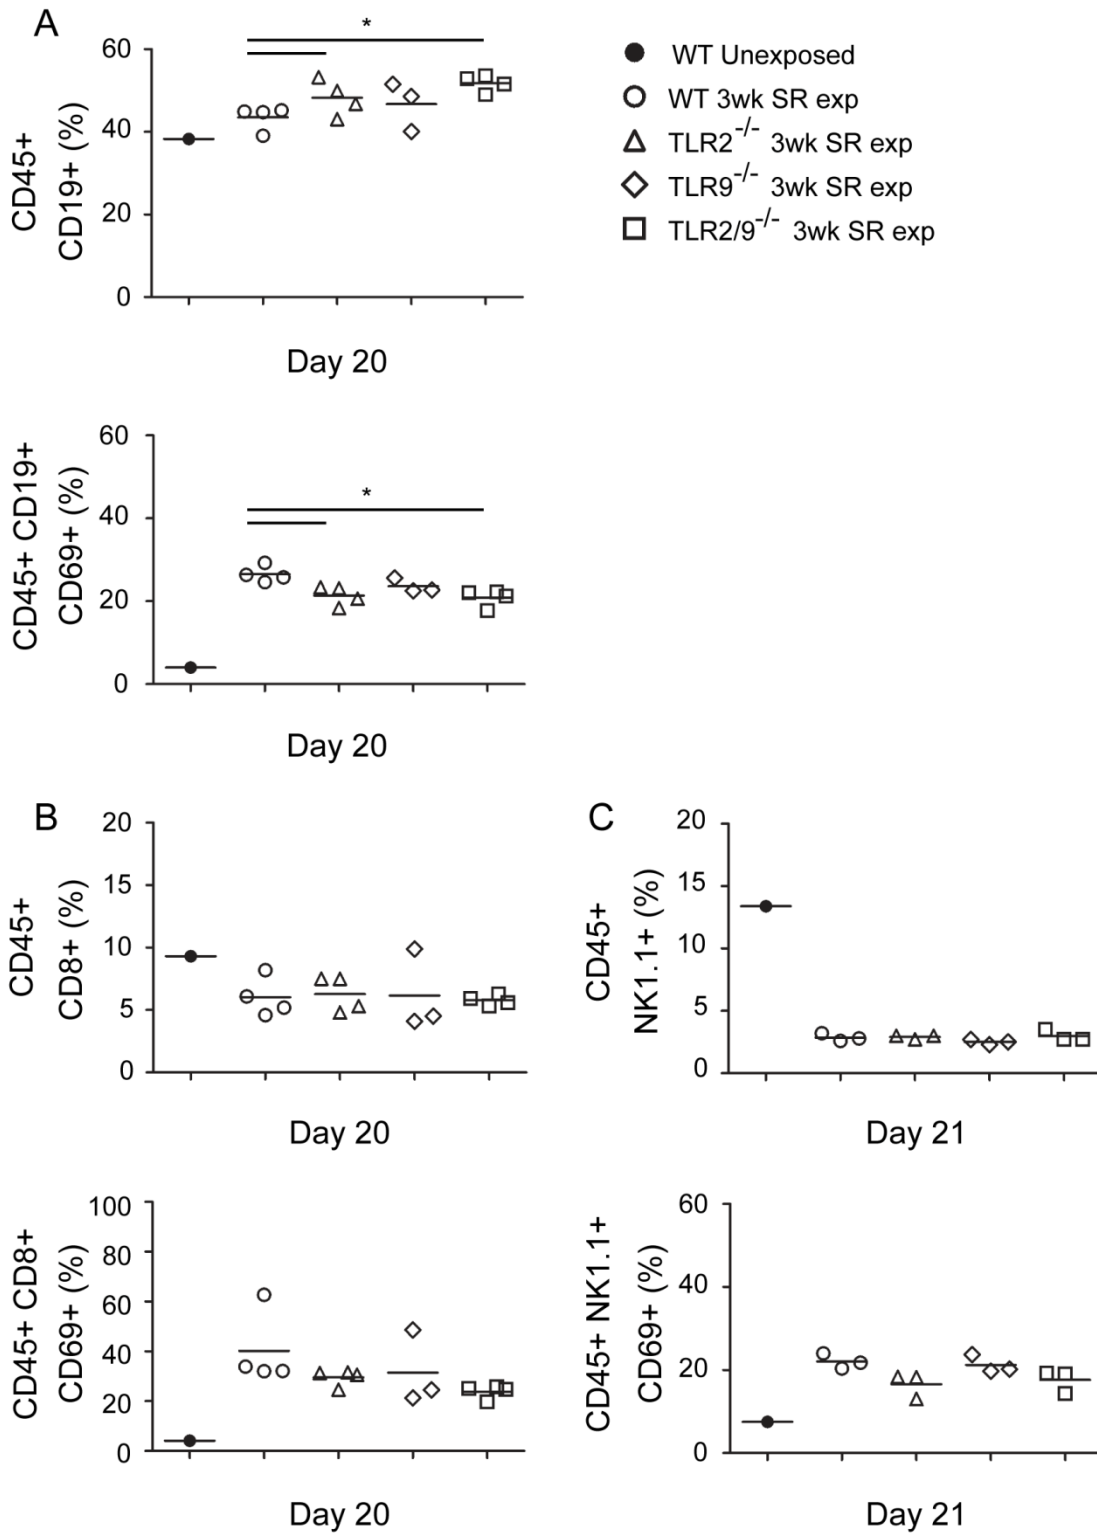 A
*
60
40
20
0
CD45+
CD19+ (%)
Day 20
WT Unexposed
WT 3wk SR exp
TLR2-/- 3wk SR exp
TLR9-/- 3wk SR exp
TLR2/9-/- 3wk SR exp
*
60
40
20
0
CD45+ CD19+
CD69+ (%)
Day 20
B
20
15
10
5
0
CD45+
CD8+ (%)
Day 20
C
20
15
10
5
0
CD45+
NK1.1+ (%)
Day 21
100
80
60
40
20
0
CD45+ CD8+
CD69+ (%)
Day 20
60
40
20
0
CD45+ NK1.1+
CD69+ (%)
Day 21